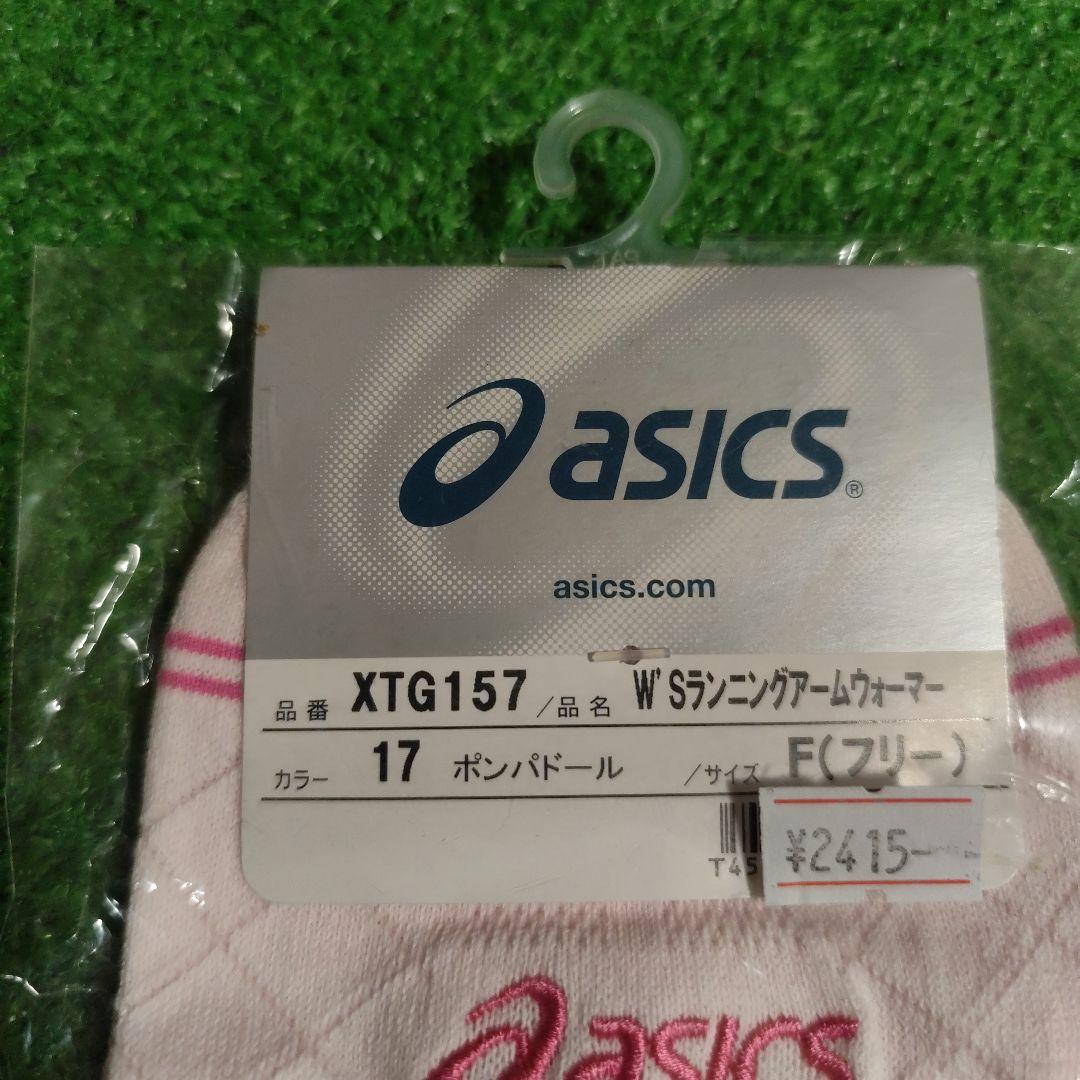 asics®
asics.com
品番 XTG157 /品名 W'Sランニングアームウォーマー
カラー 17 ポンパドール /サイズ F(フリー)
T45
¥2415-
asics